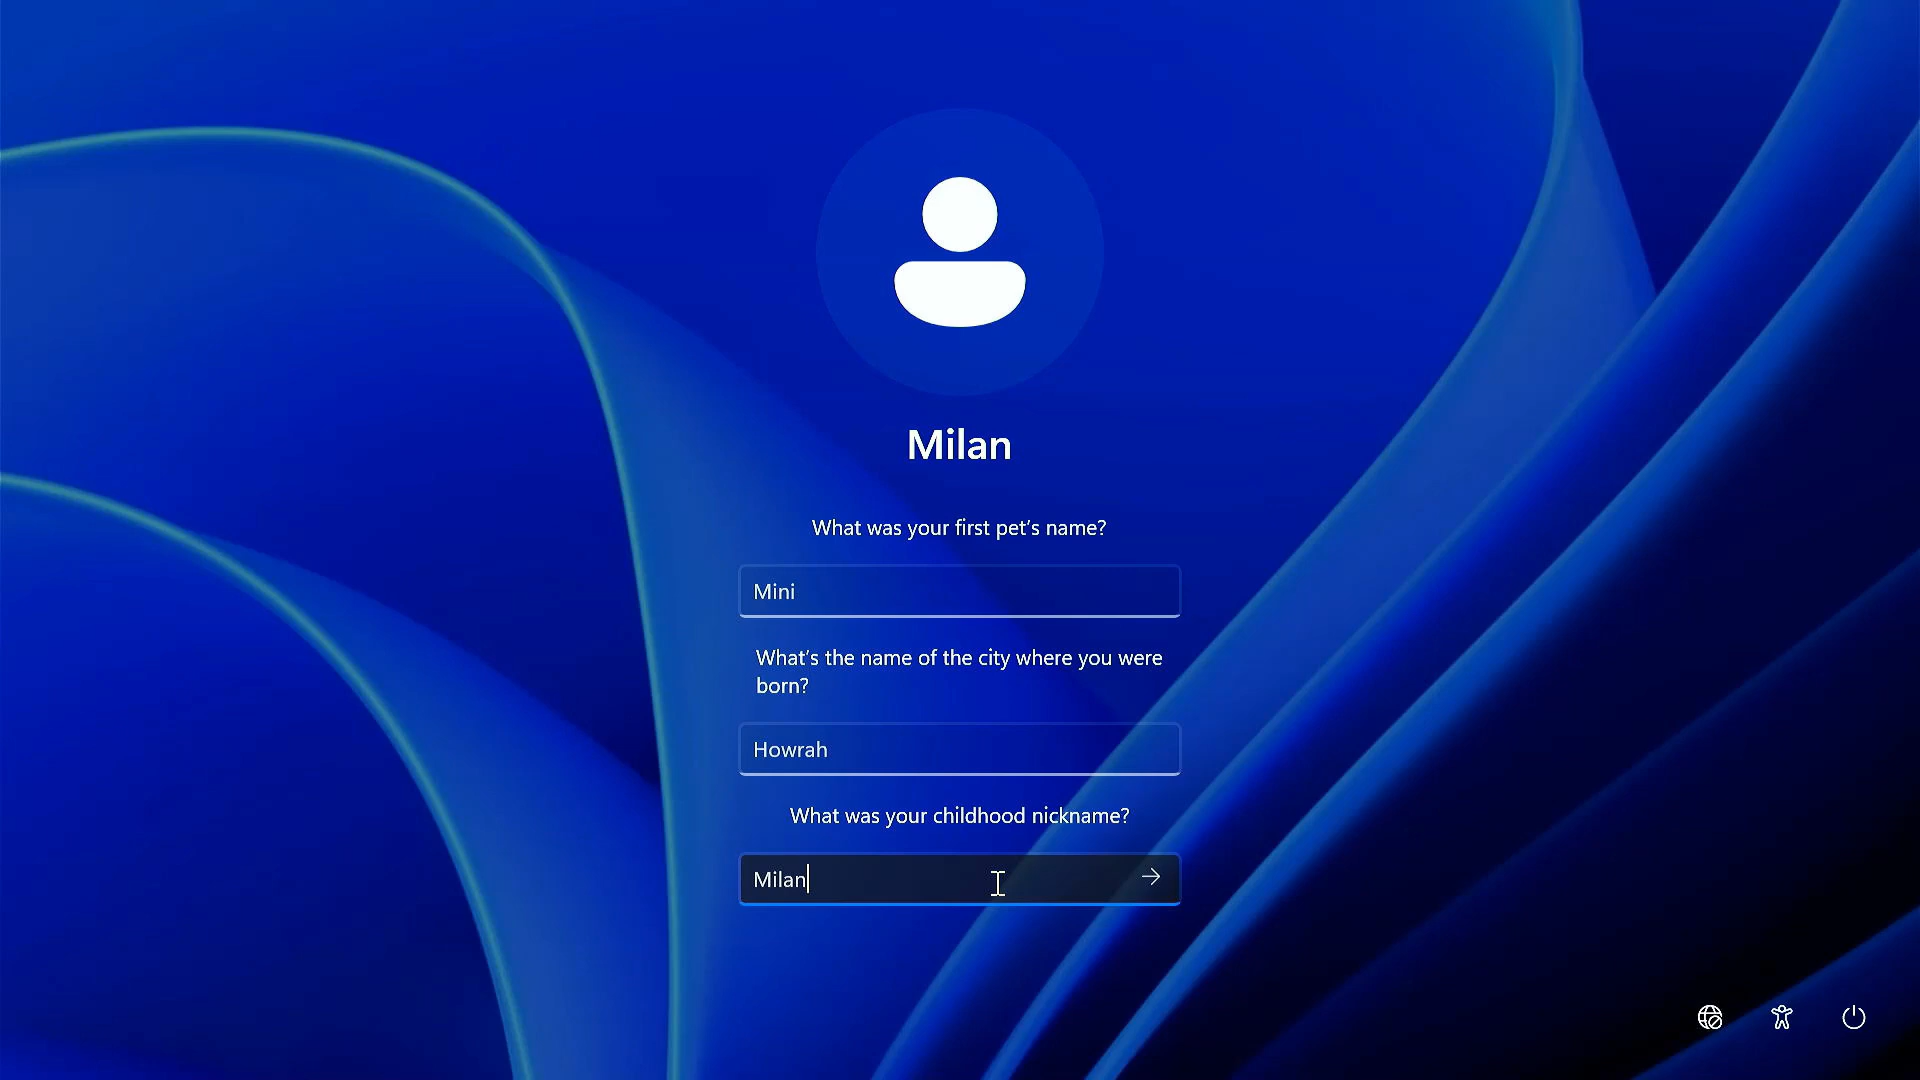 Milan
What was your first pet’s name?
Mini
What’s the name of the city where you were
born?
Howrah
What was your childhood nickname?
Milan